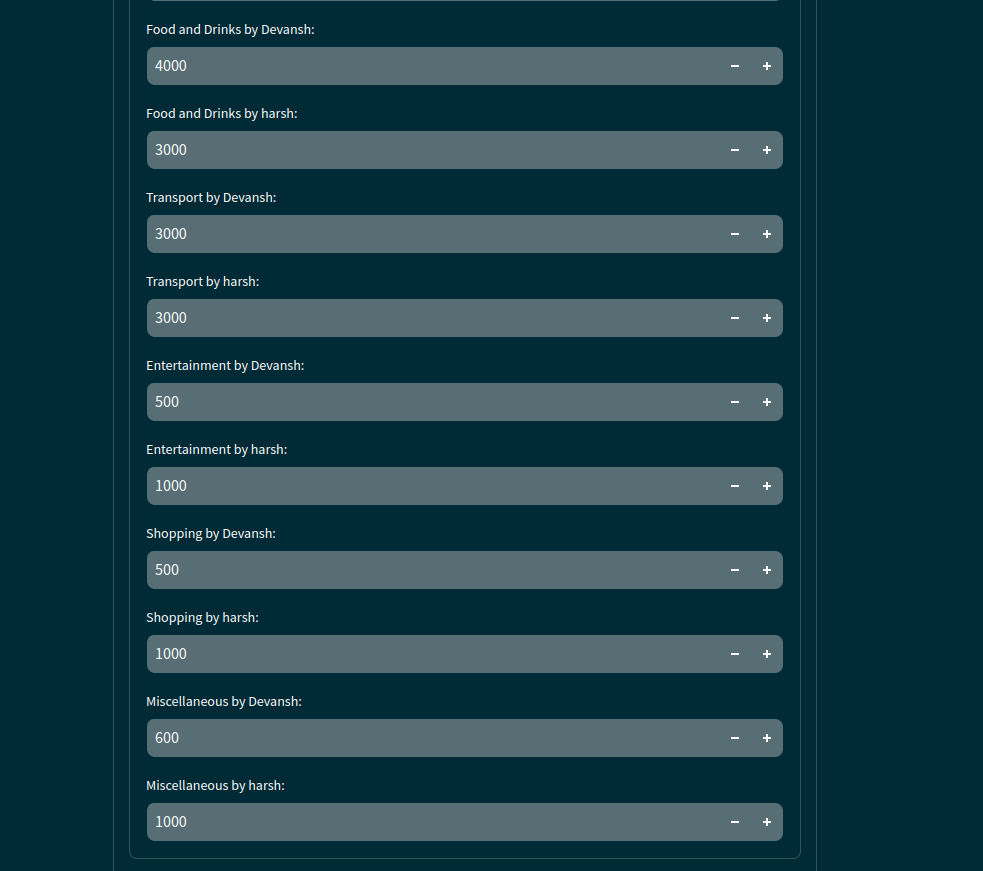 Food and Drinks by Devansh:
4000
Food and Drinks by harsh:
3000
Transport by Devansh:
3000
Transport by harsh:
3000
Entertainment by Devansh:
500
Entertainment by harsh:
1000
Shopping by Devansh:
500
Shopping by harsh:
1000
Miscellaneous by Devansh:
600
Miscellaneous by harsh:
1000